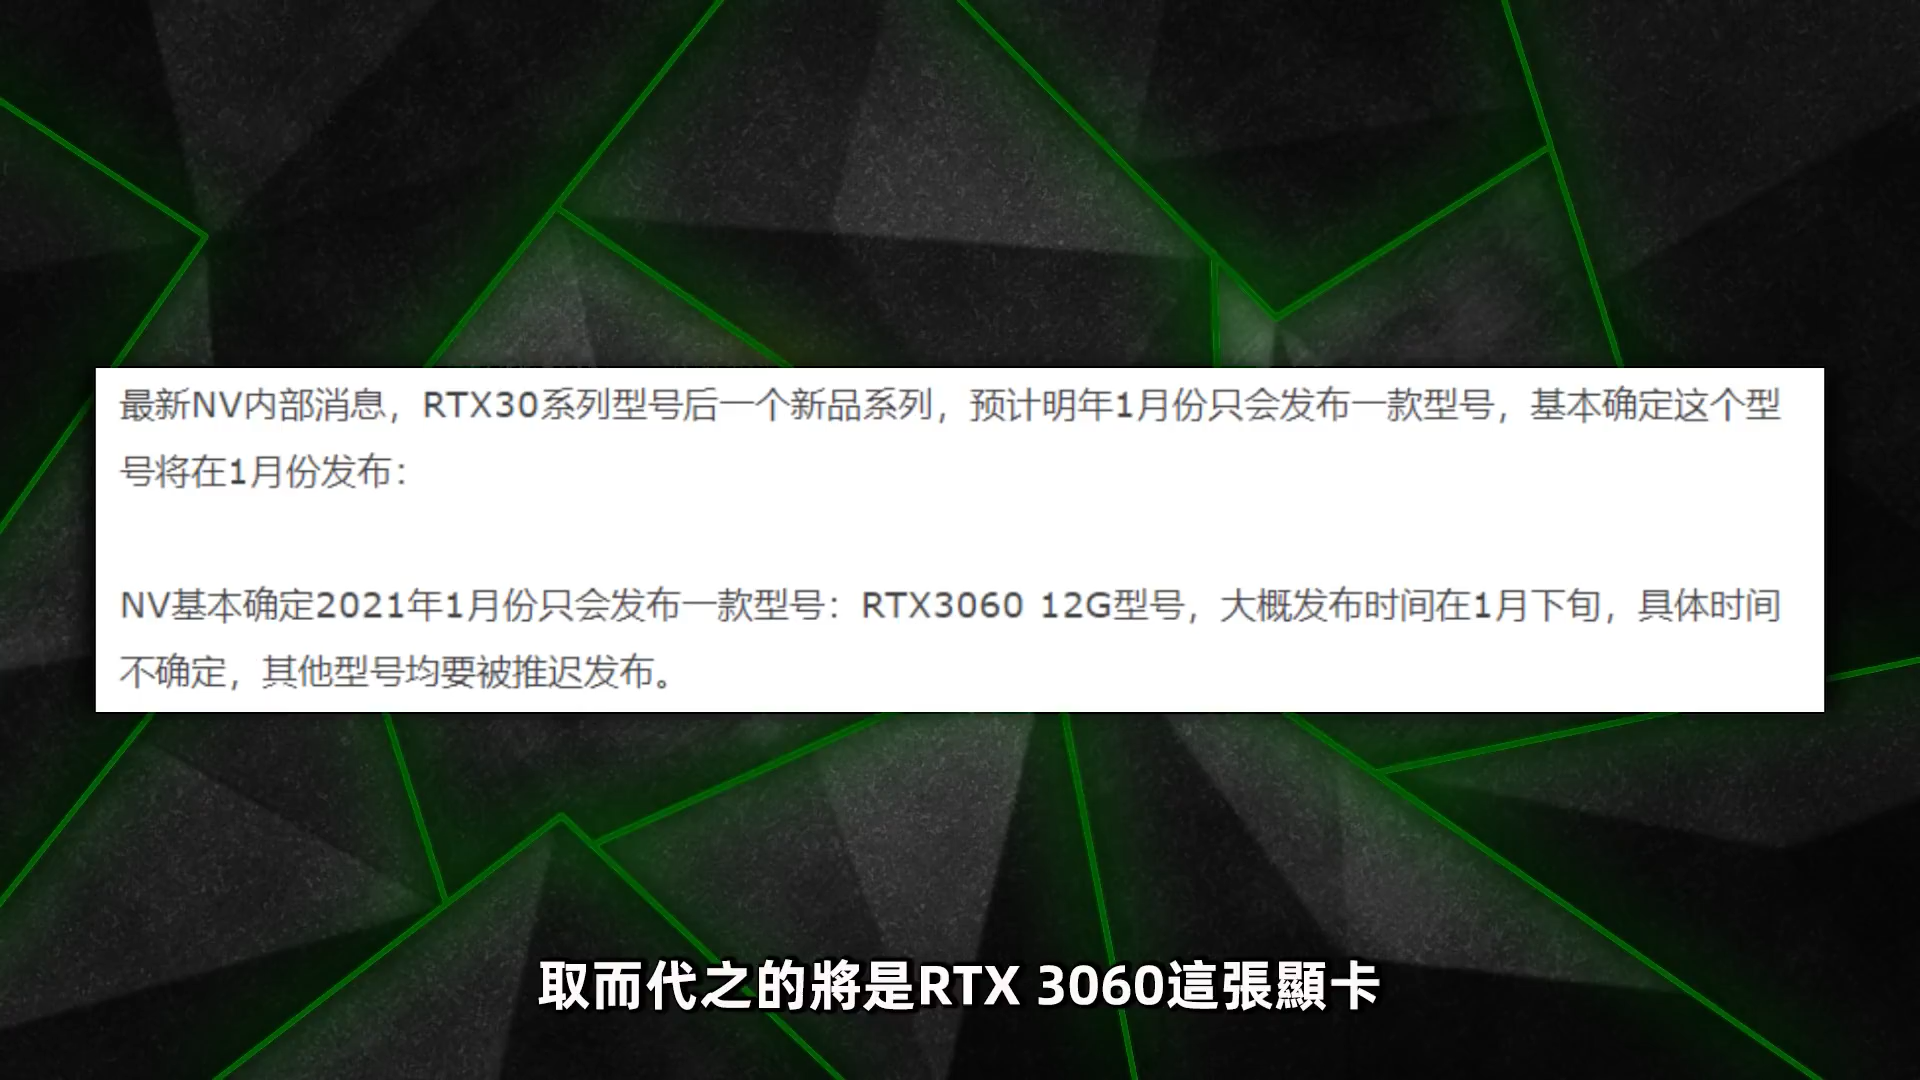 最新NV内部消息，RTX30系列型号后一个新品系列，预计明年1月份只会发布一款型号，基本确定这个型
号将在1月份发布：
NV基本确定2021年1月份只会发布一款型号：RTX3060 12G型号，大概发布时间在1月下旬，具体时间
不确定，其他型号均要被推迟发布。
取而代之的將是RTX 3060這張顯卡